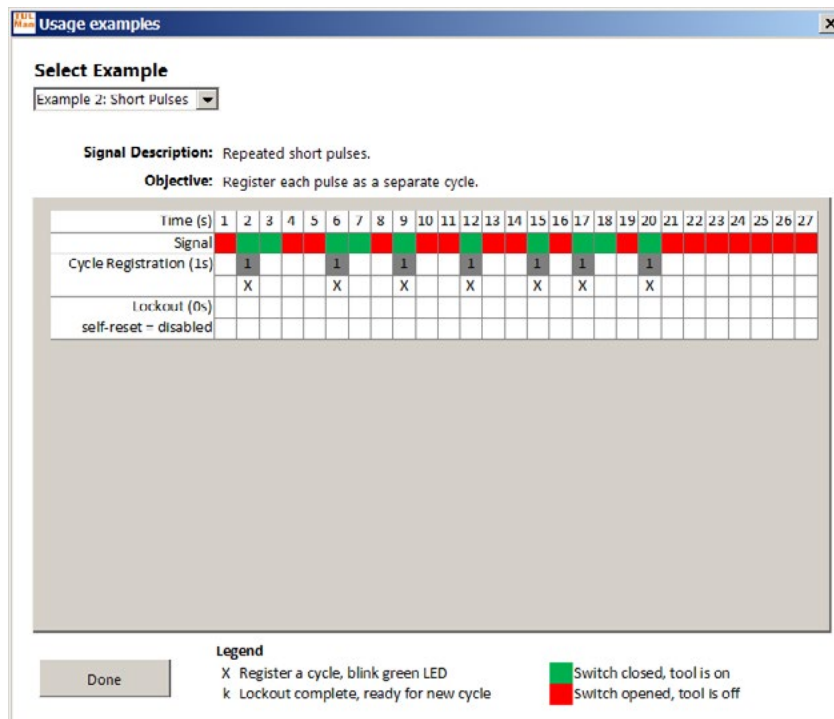 TUL
Man Usage examples x
Select Example
Example 2: Short Pulses
Signal Description: Repeated short pulses.
Objective: Register each pulse as a separate cycle.
Time (s) 1 2 3 4 5 6 7 8 9 10 11 12 13 14 15 16 17 18 19 20 21 22 23 24 25 26 27
Signal
Cycle Registration (1s) 1 1 1 1 1 1 1
X X X X X X X
Lockout (0s)
self-reset = disabled
Legend
X Register a cycle, blink green LED Switch closed, tool is on
k Lockout complete, ready for new cycle Switch opened, tool is off
Done